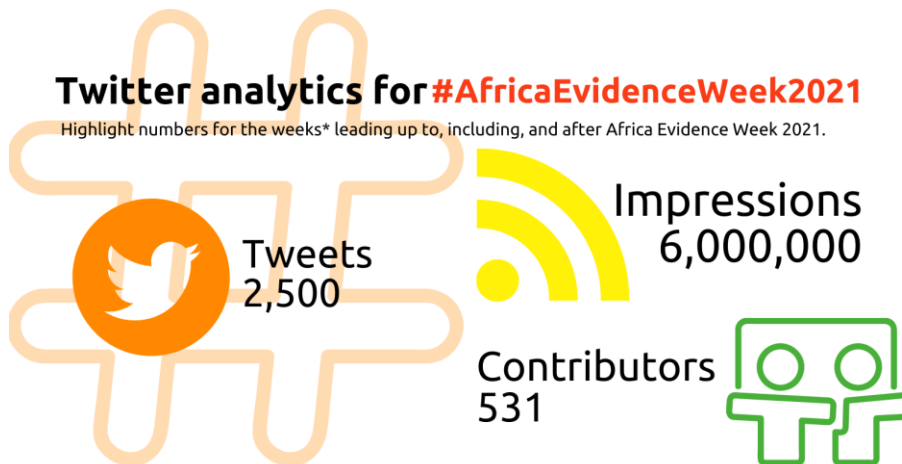 Twitter analytics for #AfricaEvidenceWeek2021
Highlight numbers for the weeks* leading up to, including, and after Africa Evidence Week 2021.
Tweets
2,500
Impressions
6,000,000
Contributors
531